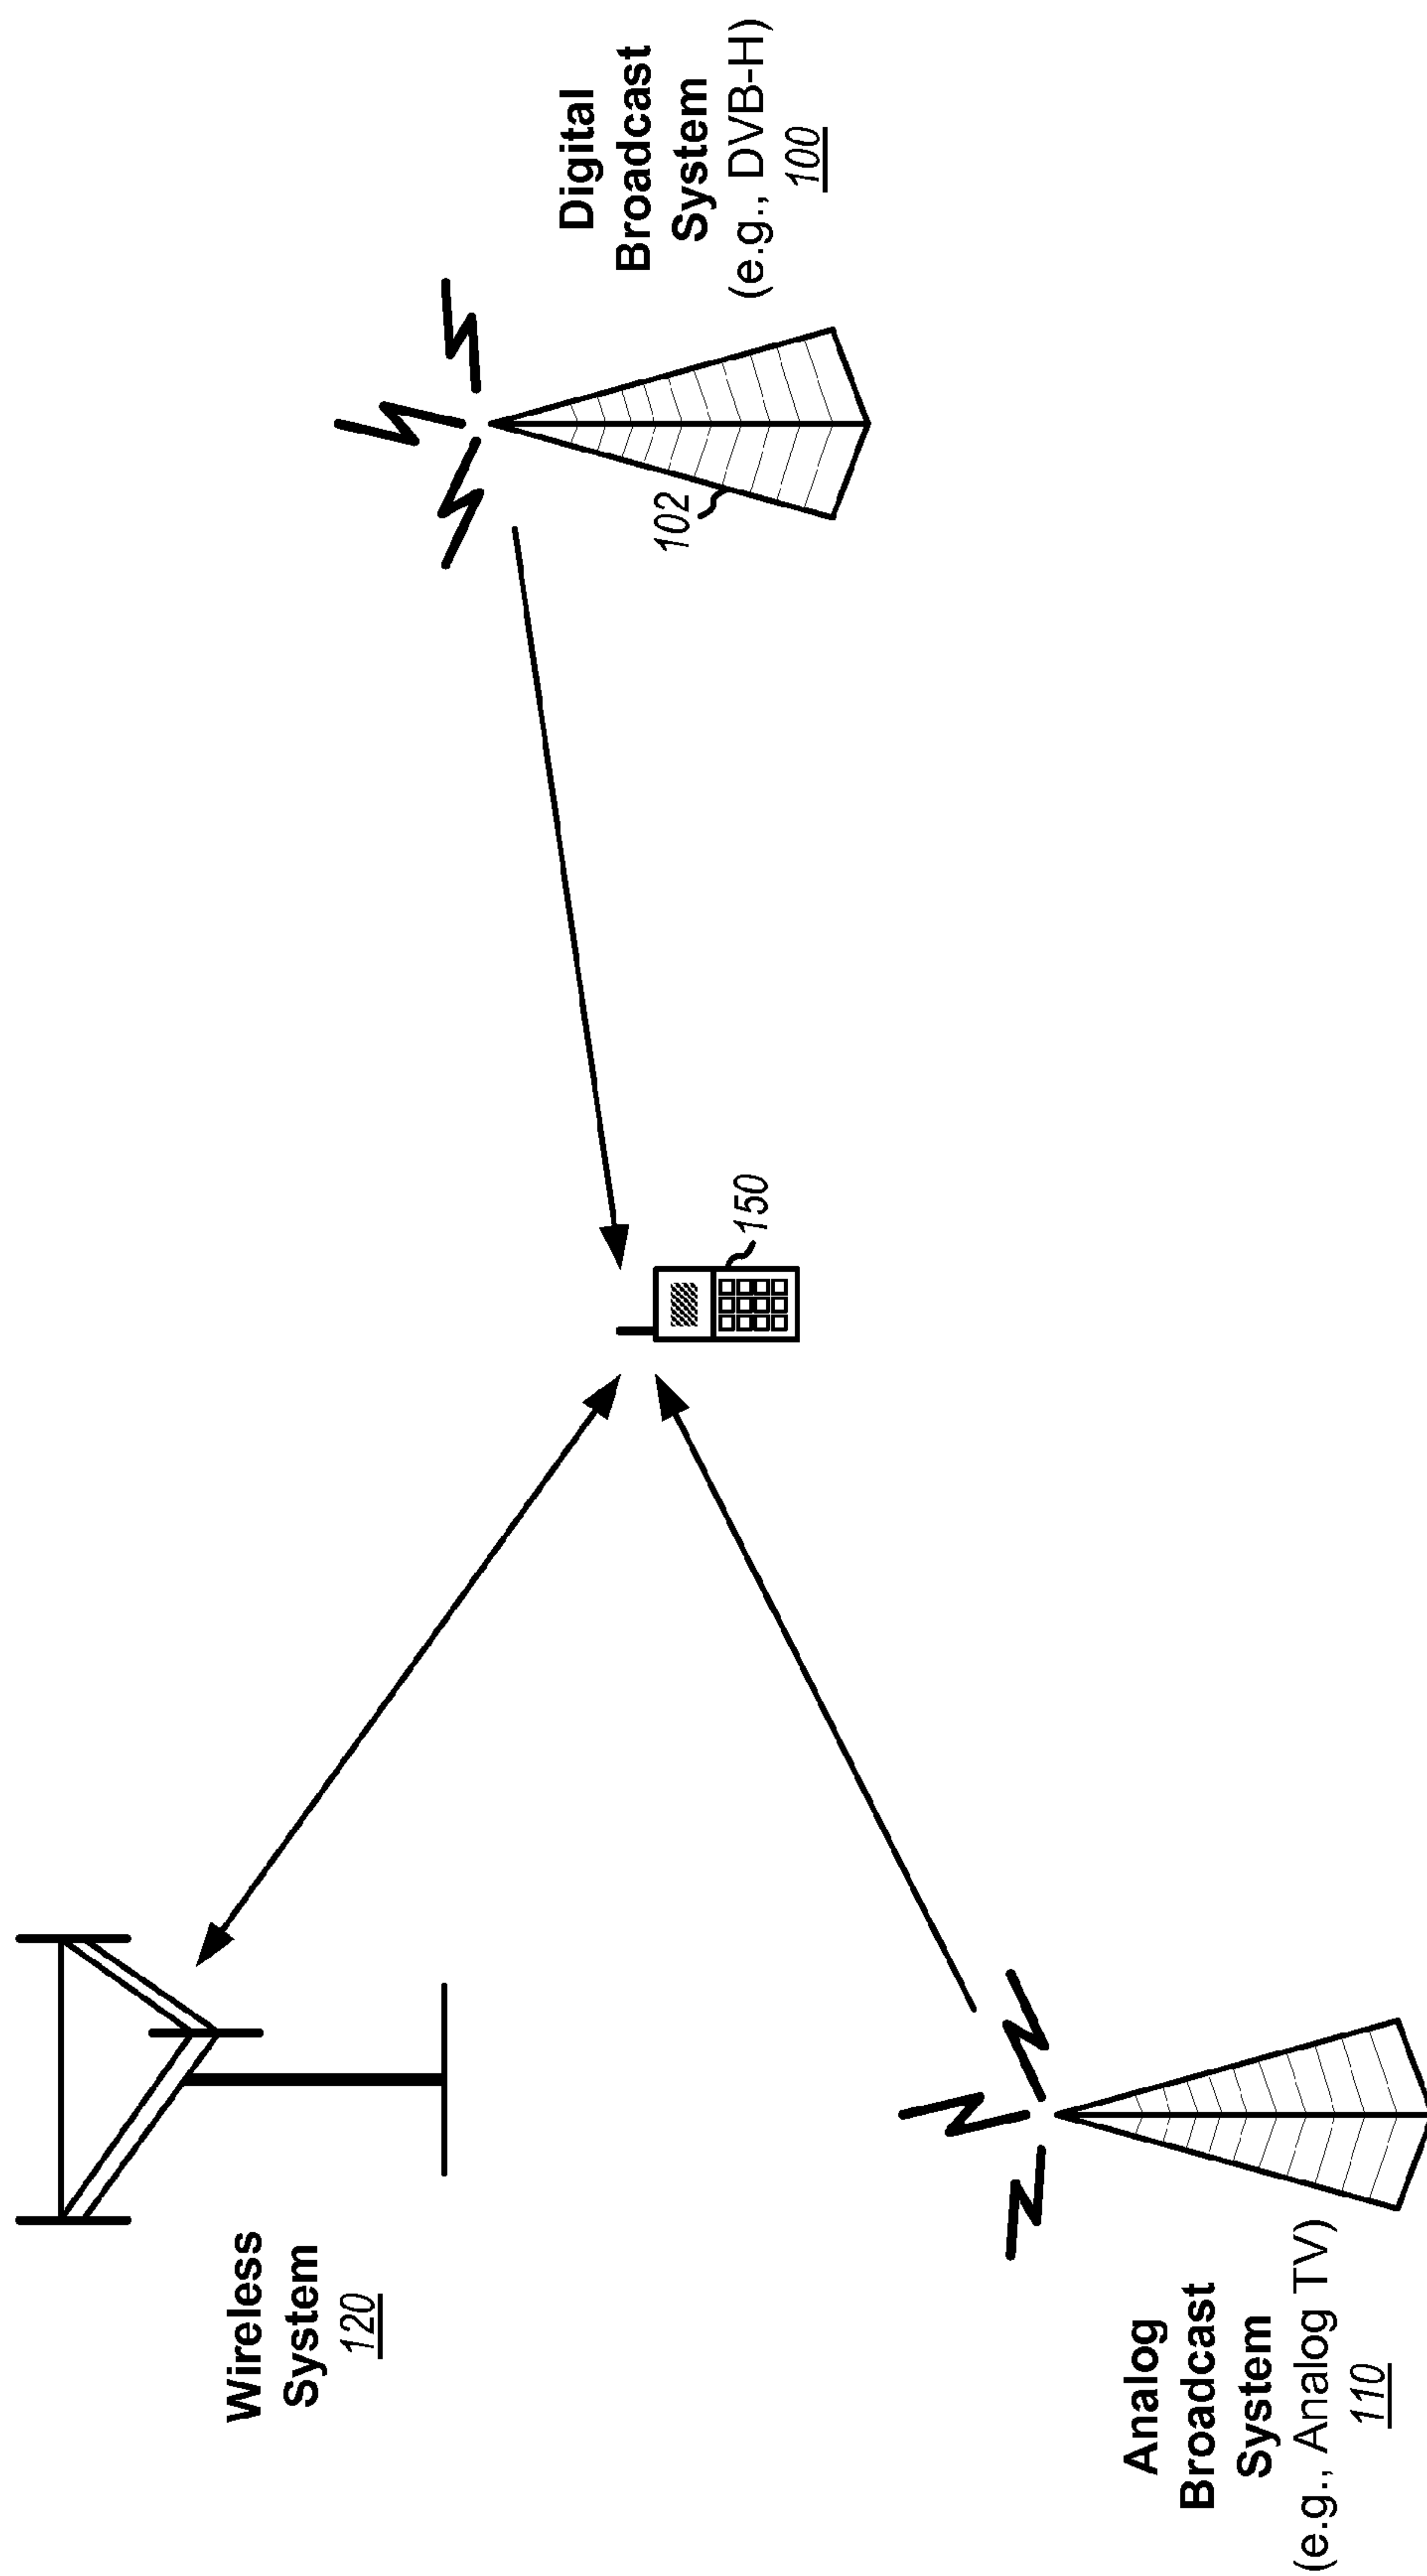 Wireless
System
120
Digital
Broadcast
System
(e.g., DVB-H)
100
102
150
Analog
Broadcast
System
(e.g., Analog TV)
110